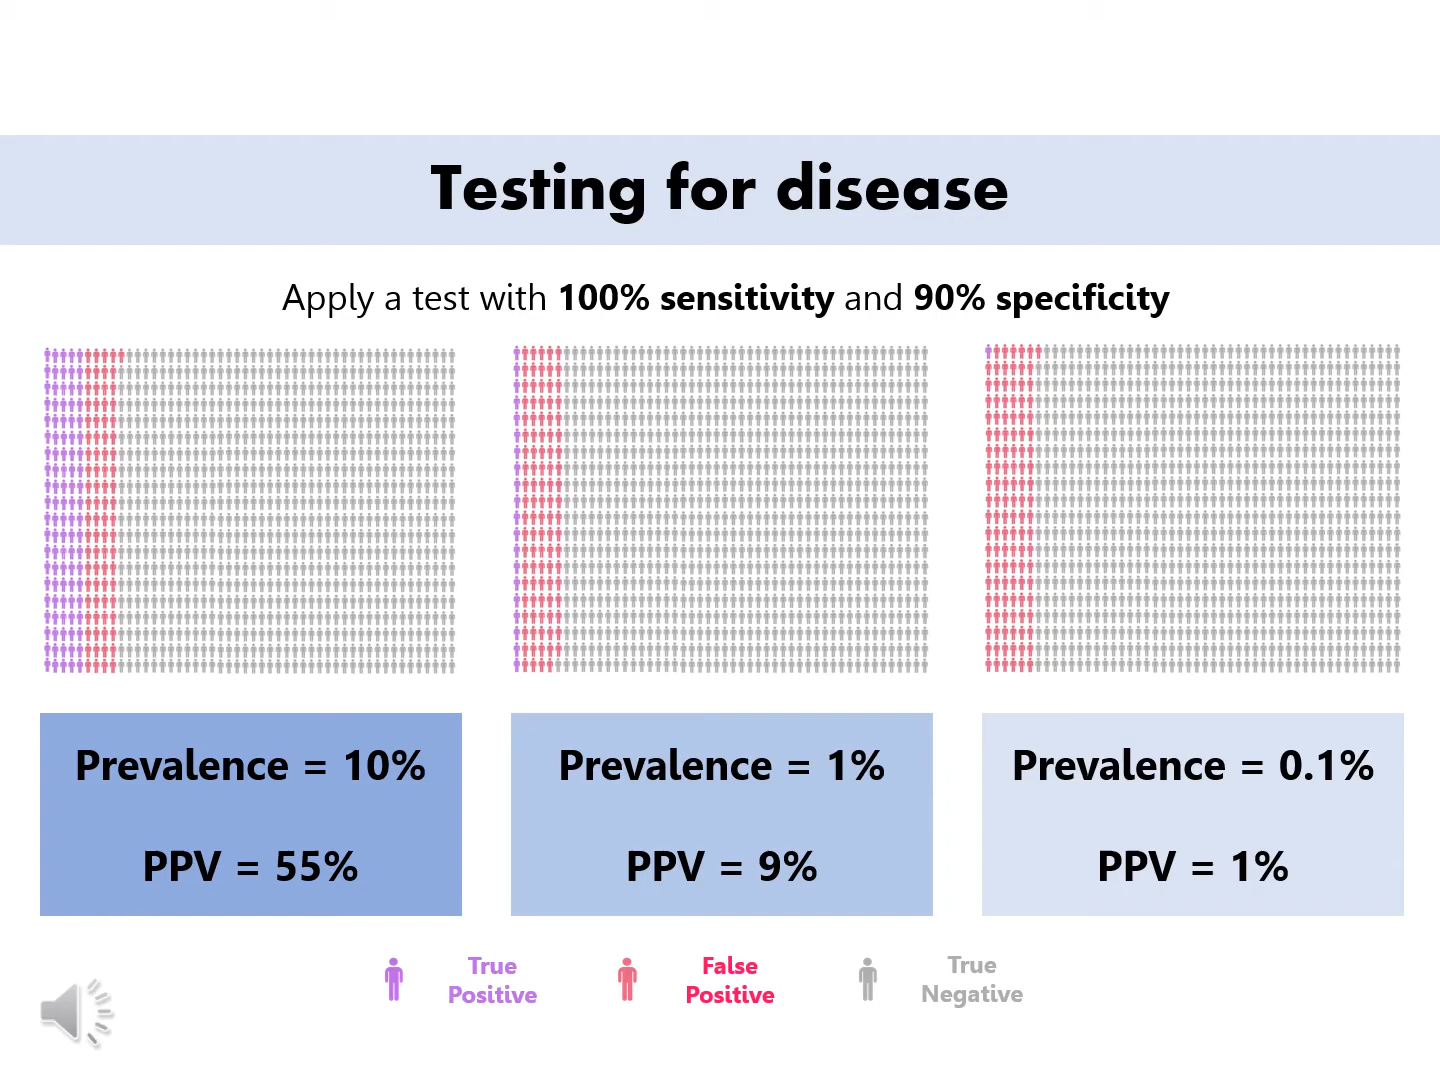 Testing for disease
Apply a test with 100% sensitivity and 90% specificity
Prevalence = 10%
PPV = 55%
Prevalence = 1%
PPV = 9%
Prevalence = 0.1%
PPV = 1%
True
Positive
False
Positive
True
Negative